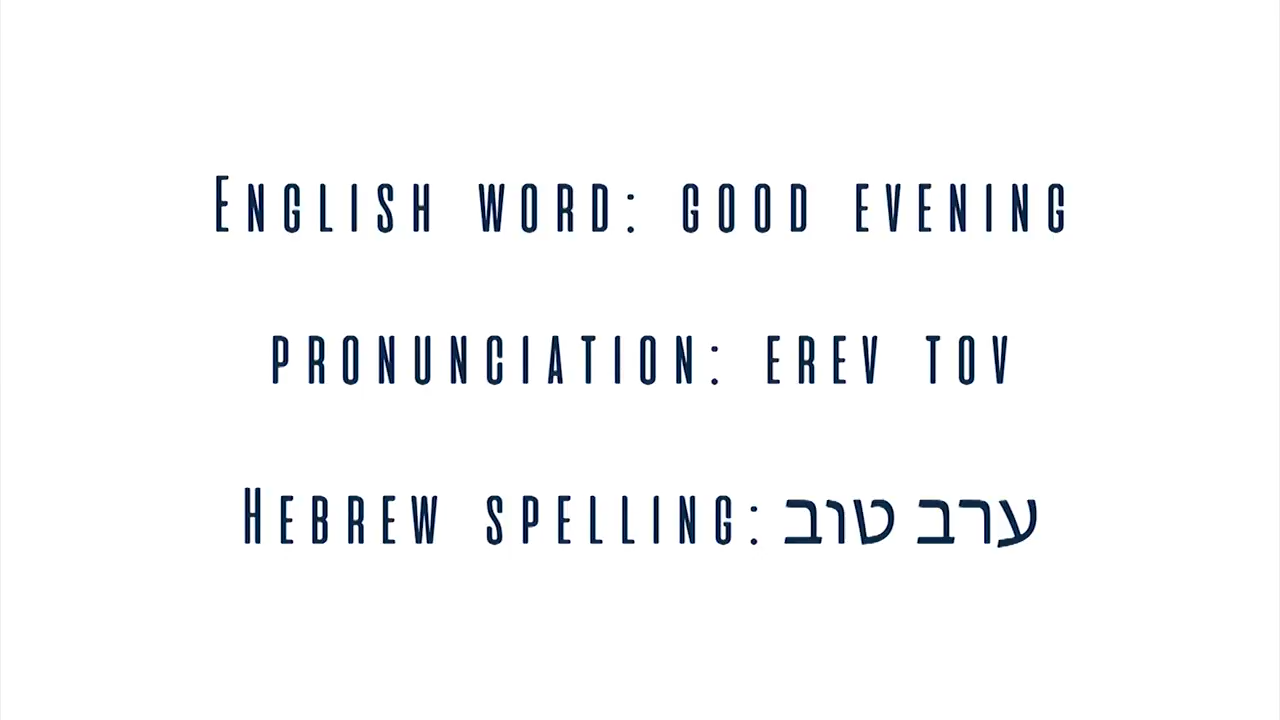 English word: good evening
pronunciation: erev tov
Hebrew spelling: ערב טוב